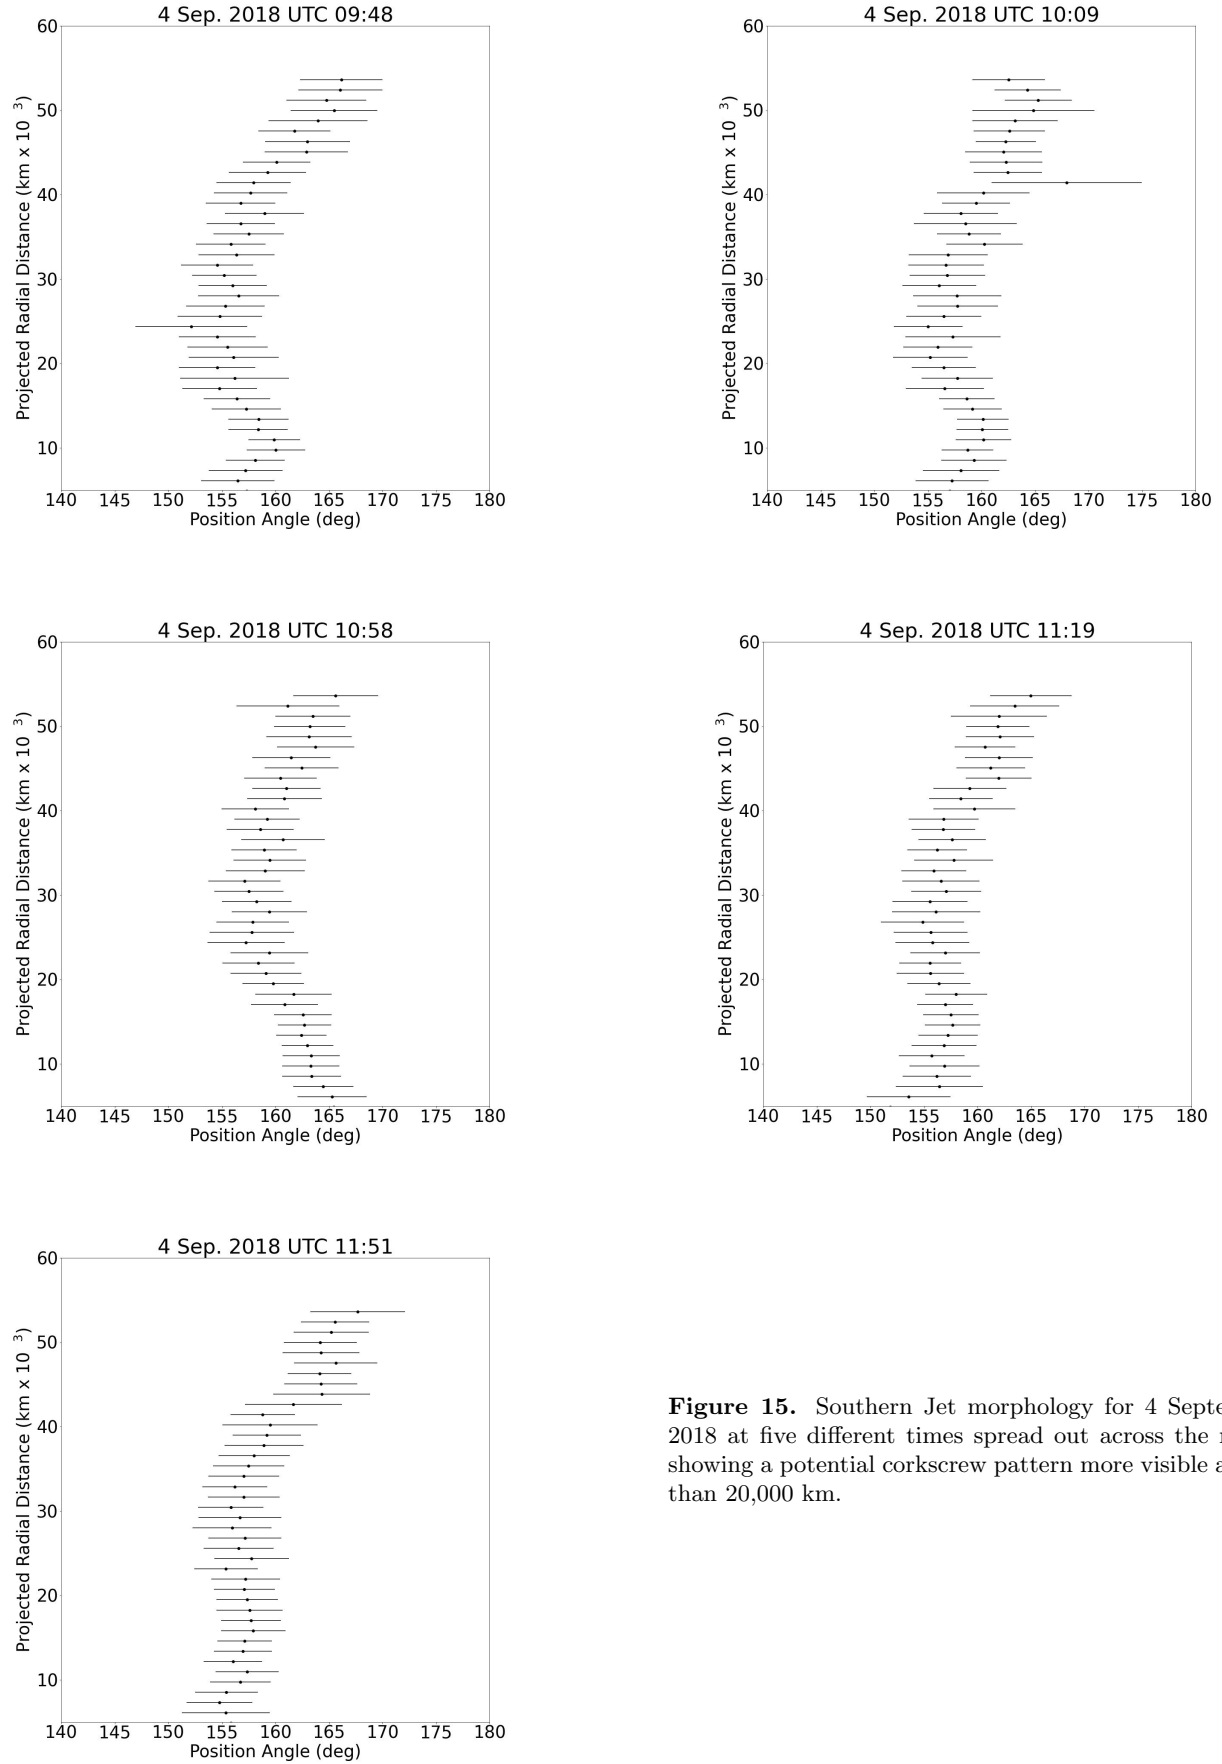 4 Sep. 2018 UTC 09:48
60
50
40
30
20
10
Projected Radial Distance (km x 10 3)
140 145 150 155 160 165 170 175 180
Position Angle (deg)
4 Sep. 2018 UTC 10:09
60
50
40
30
20
10
Projected Radial Distance (km x 10 3)
140 145 150 155 160 165 170 175 180
Position Angle (deg)
4 Sep. 2018 UTC 10:58
60
50
40
30
20
10
Projected Radial Distance (km x 10 3)
140 145 150 155 160 165 170 175 180
Position Angle (deg)
4 Sep. 2018 UTC 11:19
60
50
40
30
20
10
Projected Radial Distance (km x 10 3)
140 145 150 155 160 165 170 175 180
Position Angle (deg)
4 Sep. 2018 UTC 11:51
60
50
40
30
20
10
Projected Radial Distance (km x 10 3)
140 145 150 155 160 165 170 175 180
Position Angle (deg)
Figure 15. Southern Jet morphology for 4 Septe
2018 at five different times spread out across the
showing a potential corkscrew pattern more visible
than 20,000 km.